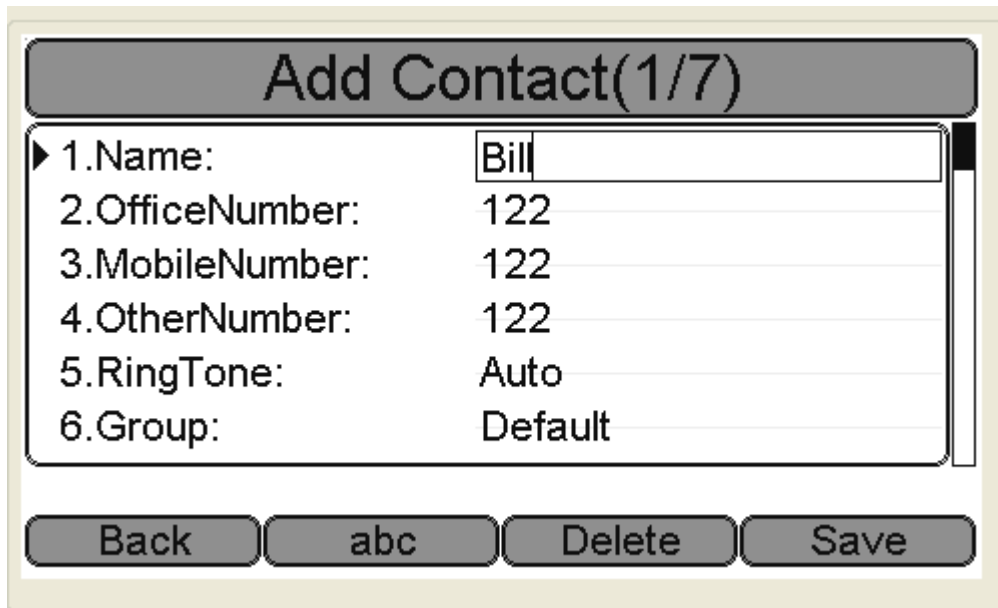 Add Contact(1/7)
1.Name: Bill
2.OfficeNumber: 122
3.MobileNumber: 122
4.OtherNumber: 122
5.RingTone: Auto
6.Group: Default
Back abc Delete Save